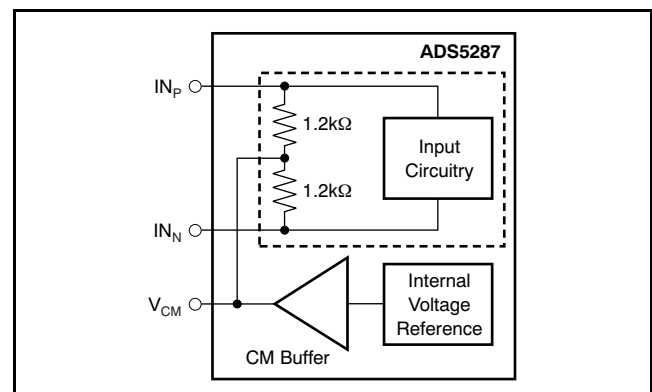 ADS5287
IN_P
1.2kΩ
Input
Circuitry
1.2kΩ
IN_N
V_CM
Internal
Voltage
Reference
CM Buffer